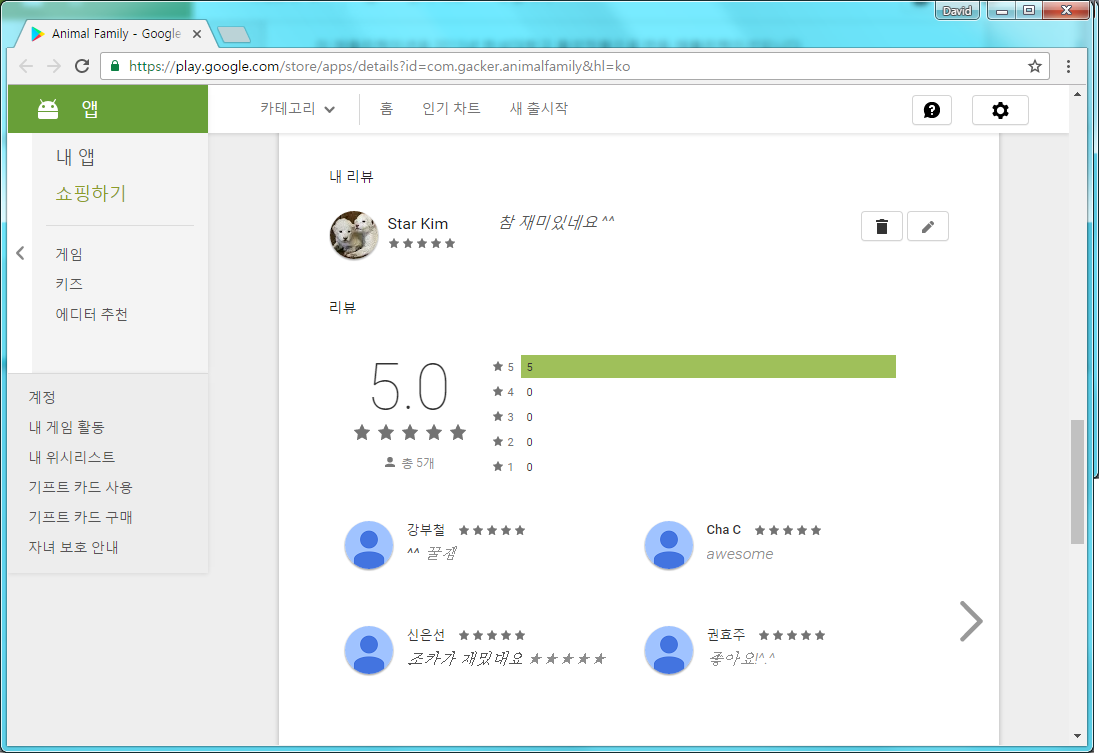 David
Animal Family - Google
https://play.google.com/store/apps/details?id=com.gacker.animalfamily&hl=ko
앱
카테고리 홈 인기 차트 새 출시작
내 앱
쇼핑하기
게임
키즈
에디터 추천
계정
내 게임 활동
내 위시리스트
기프트 카드 사용
기프트 카드 구매
자녀 보호 안내
내 리뷰
Star Kim
참 재미있네요 ^^
리뷰
5.0
총 5개
★ 5 5
★ 4 0
★ 3 0
★ 2 0
★ 1 0
강부철
^^ 꿀잼
Cha C
awesome
신은선
조카가 재밌대요 ★★★★★
권효주
좋아요!^.^